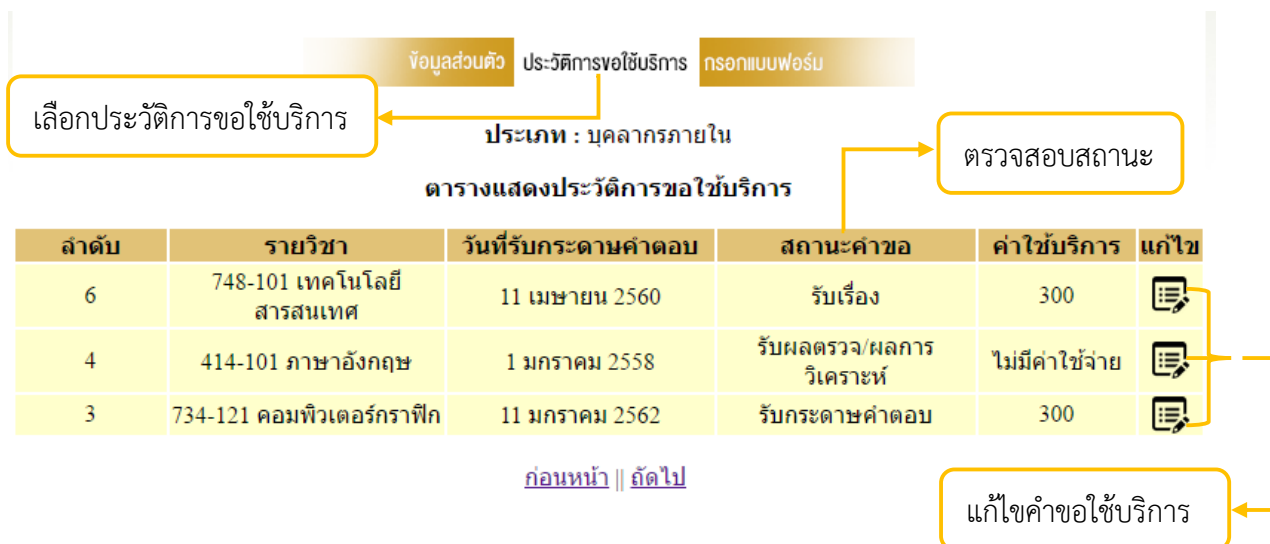 ข้อมูลส่วนตัว ประวัติการขอใช้บริการ กรอกแบบฟอร์ม
เลือกประวัติการขอใช้บริการ
ประเภท : บุคลากรภายใน
ตรวจสอบสถานะ
ตารางแสดงประวัติการขอใช้บริการ
ลำดับ รายวิชา วันที่รับกระดาษคำตอบ สถานะคำขอ ค่าใช้บริการ แก้ไข
6 748-101 เทคโนโลยี
สารสนเทศ 11 เมษายน 2560 รับเรื่อง 300
4 414-101 ภาษาอังกฤษ 1 มกราคม 2558 รับผลตรวจ/ผลการ
วิเคราะห์ ไม่มีค่าใช้จ่าย
3 734-121 คอมพิวเตอร์กราฟิก 11 มกราคม 2562 รับกระดาษคำตอบ 300
ก่อนหน้า || ถัดไป
แก้ไขคำขอใช้บริการ